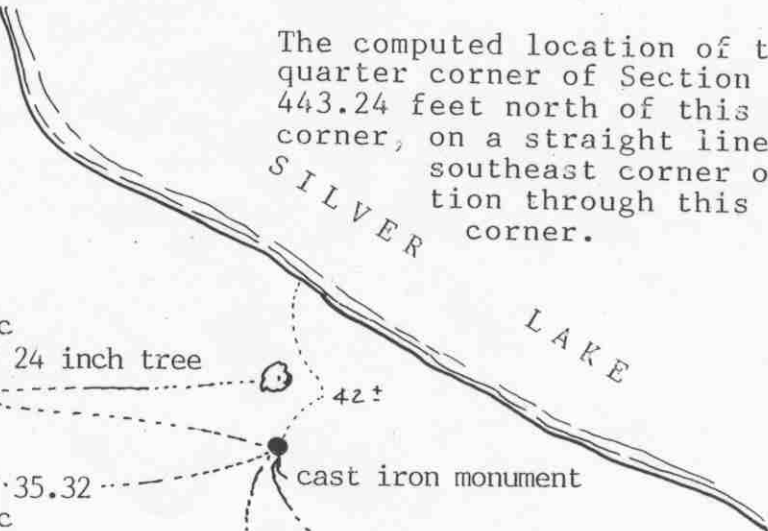 The computed location of t
quarter corner of Section
443.24 feet north of this
corner, on a straight line
southeast corner o
tion through this
corner.
SILVER
LAKE
c
24 inch tree
42±
cast iron monument
35.32
c